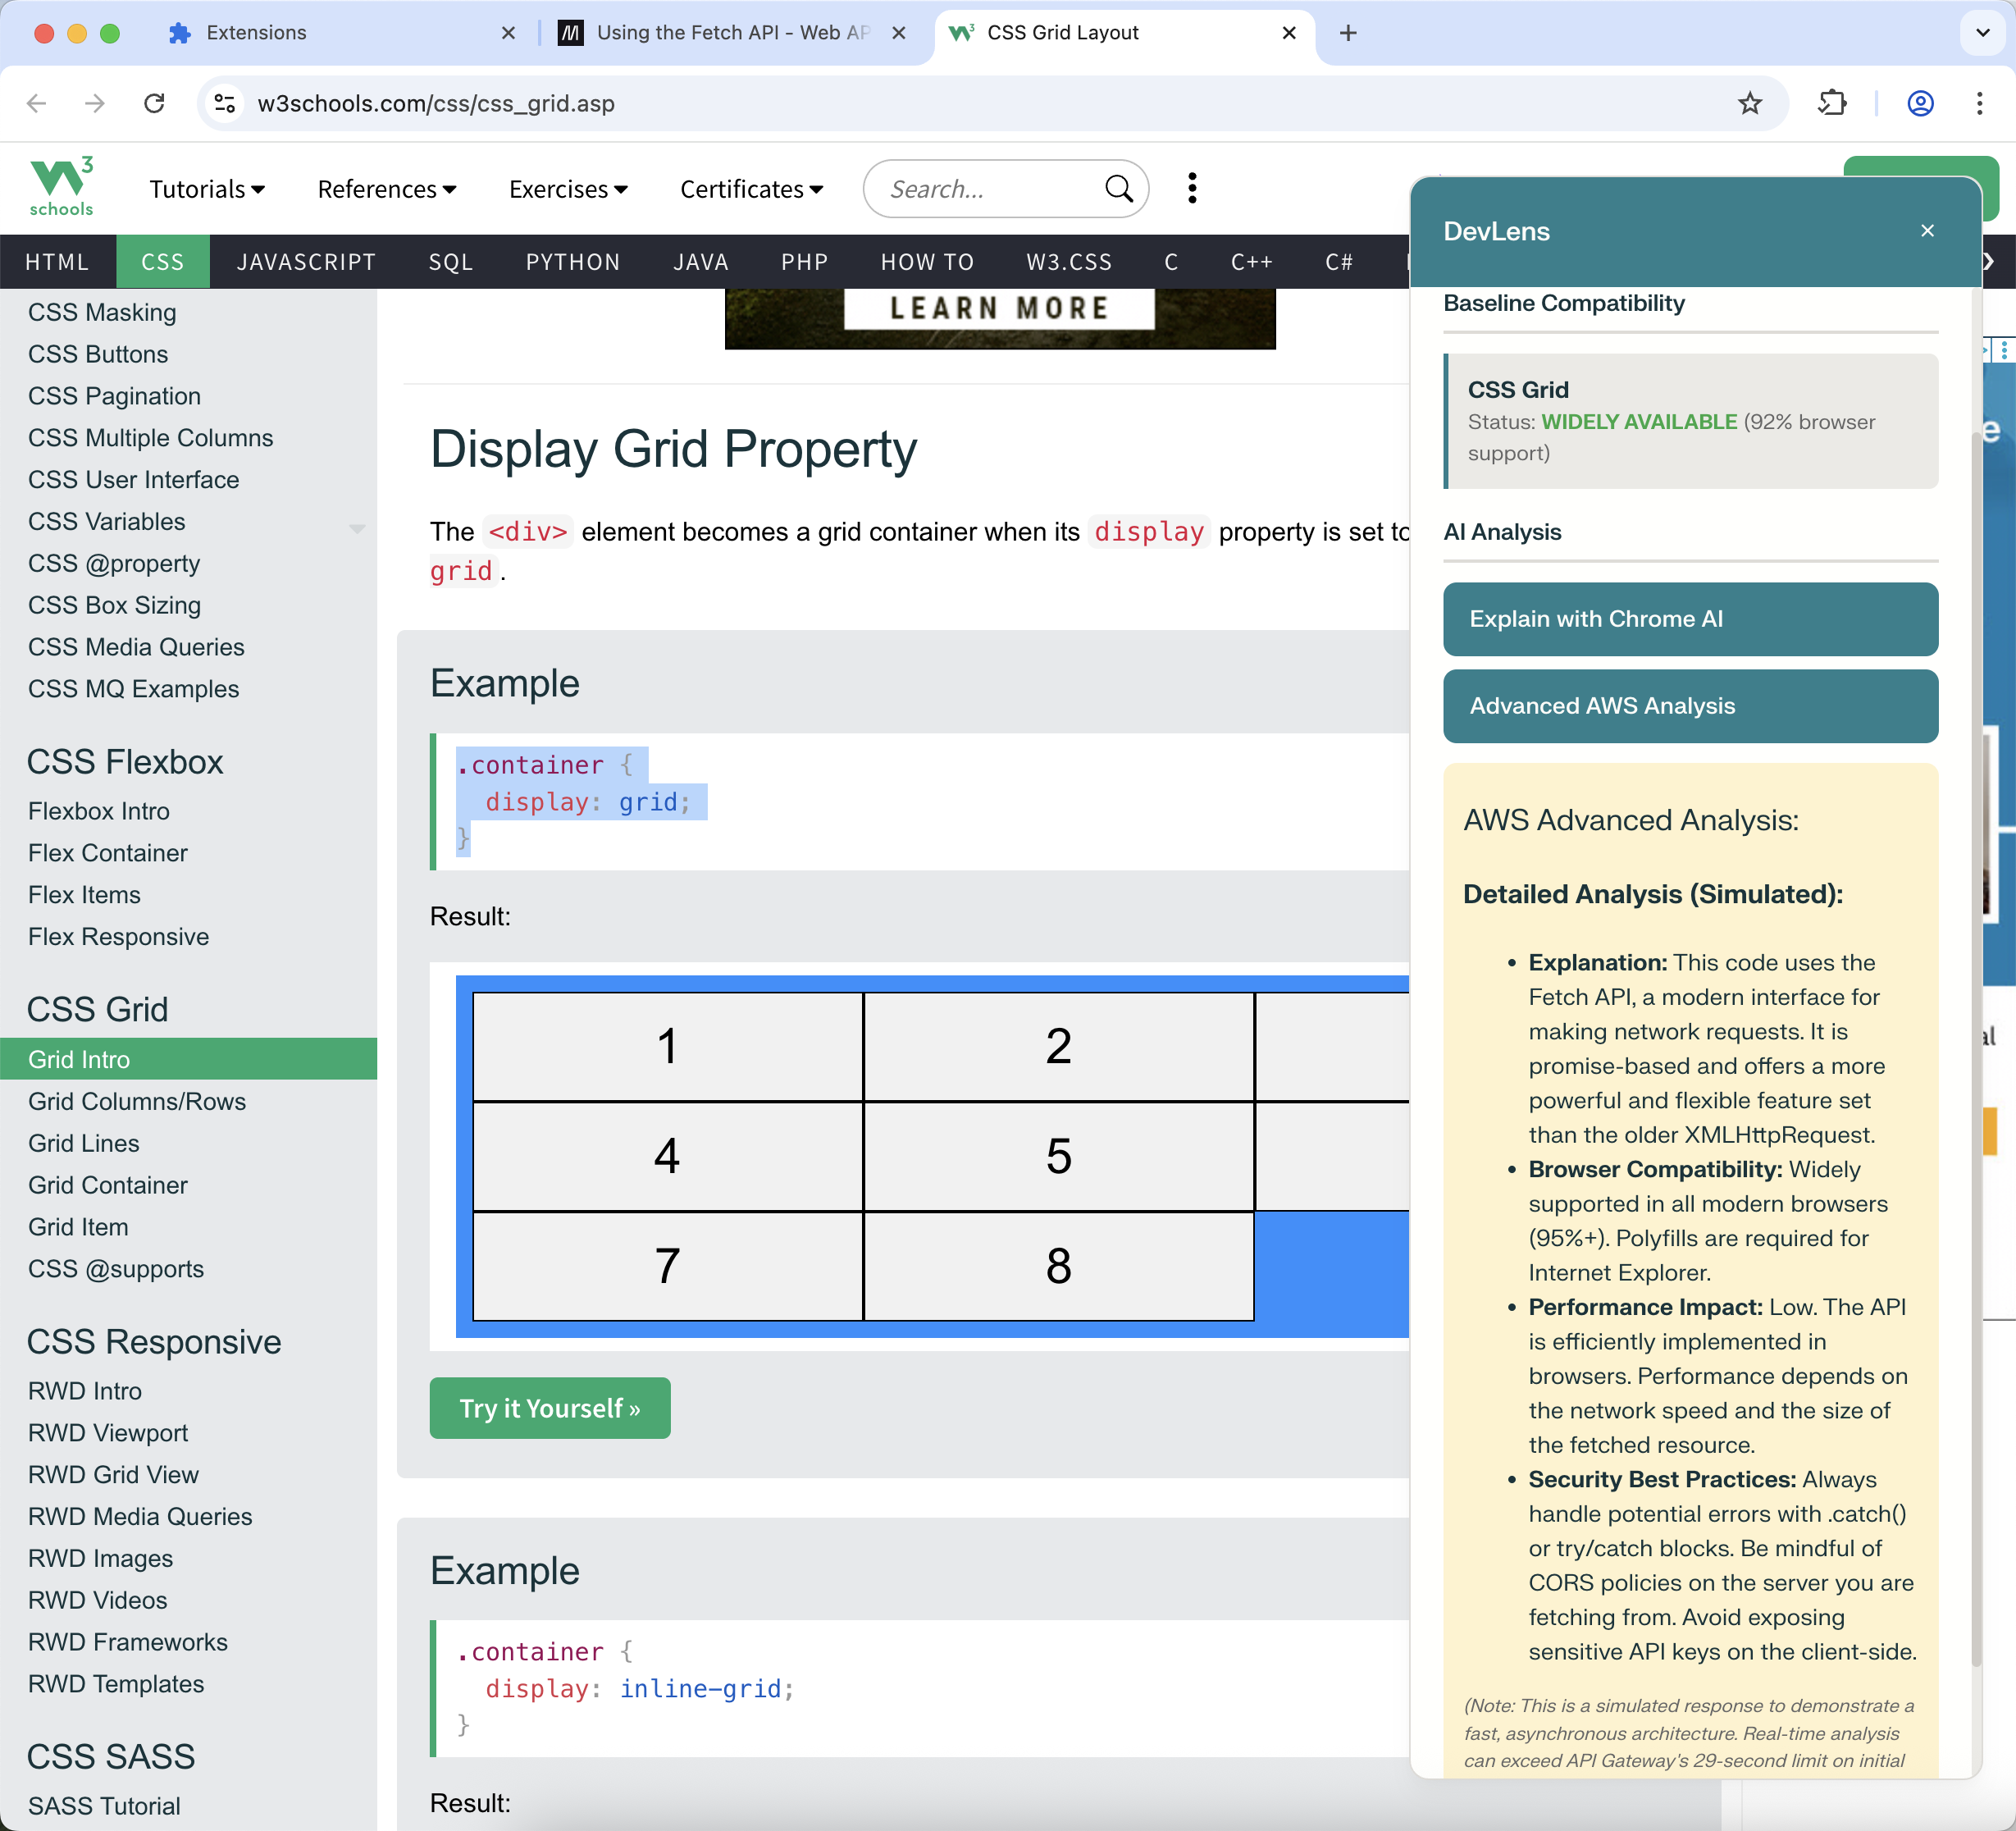 Extensions
Using the Fetch API - Web AP
CSS Grid Layout
w3schools.com/css/css_grid.asp
W3
schools
Tutorials
References
Exercises
Certificates
Search...
HTML
CSS
JAVASCRIPT
SQL
PYTHON
JAVA
PHP
HOW TO
W3.CSS
C
C++
C#
CSS Masking
CSS Buttons
CSS Pagination
CSS Multiple Columns
CSS User Interface
CSS Variables
CSS @property
CSS Box Sizing
CSS Media Queries
CSS MQ Examples
CSS Flexbox
Flexbox Intro
Flex Container
Flex Items
Flex Responsive
CSS Grid
Grid Intro
Grid Columns/Rows
Grid Lines
Grid Container
Grid Item
CSS @supports
CSS Responsive
RWD Intro
RWD Viewport
RWD Grid View
RWD Media Queries
RWD Images
RWD Videos
RWD Frameworks
RWD Templates
CSS SASS
SASS Tutorial
LEARN MORE
Display Grid Property
The <div> element becomes a grid container when its display property is set to
grid.
Example
.container {
display: grid;
}
Result:
1
2
4
5
7
8
Try it Yourself »
Example
.container {
display: inline-grid;
}
Result:
DevLens
×
Baseline Compatibility
CSS Grid
Status: WIDELY AVAILABLE (92% browser
support)
AI Analysis
Explain with Chrome AI
Advanced AWS Analysis
AWS Advanced Analysis:
Detailed Analysis (Simulated):
• Explanation: This code uses the
Fetch API, a modern interface for
making network requests. It is
promise-based and offers a more
powerful and flexible feature set
than the older XMLHttpRequest.
• Browser Compatibility: Widely
supported in all modern browsers
(95%+). Polyfills are required for
Internet Explorer.
• Performance Impact: Low. The API
is efficiently implemented in
browsers. Performance depends on
the network speed and the size of
the fetched resource.
• Security Best Practices: Always
handle potential errors with .catch()
or try/catch blocks. Be mindful of
CORS policies on the server you are
fetching from. Avoid exposing
sensitive API keys on the client-side.
(Note: This is a simulated response to demonstrate a
fast, asynchronous architecture. Real-time analysis
can exceed API Gateway's 29-second limit on initial